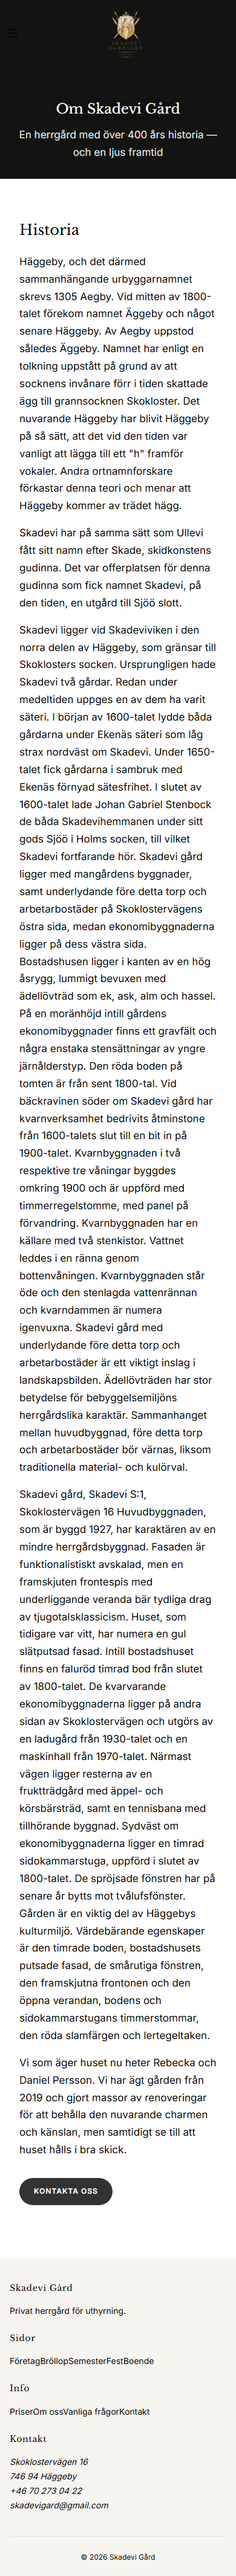 SKADEVI
HERRGÅRD
Om Skadevi Gård
En herrgård med över 400 års historia —
och en ljus framtid
Historia
Häggeby, och det därmed
sammanhängande urbyggarnamnet
skrevs 1305 Aegby. Vid mitten av 1800-
talet förekom namnet Äggeby och något
senare Häggeby. Av Aegby uppstod
således Äggeby. Namnet har enligt en
tolkning uppstått på grund av att
socknens invånare förr i tiden skattade
ägg till grannsocknen Skokloster. Det
nuvarande Häggeby har blivit Häggeby
på så sätt, att det vid den tiden var
vanligt att lägga till ett "h" framför
vokaler. Andra ortnamnforskare
förkastar denna teori och menar att
Häggeby kommer av trädet hägg.
Skadevi har på samma sätt som Ullevi
fått sitt namn efter Skade, skidkonstens
gudinna. Det var offerplatsen för denna
gudinna som fick namnet Skadevi, på
den tiden, en utgård till Sjöö slott.
Skadevi ligger vid Skadeviviken i den
norra delen av Häggeby, som gränsar till
Skoklosters socken. Ursprungligen hade
Skadevi två gårdar. Redan under
medeltiden uppges en av dem ha varit
säteri. I början av 1600-talet lydde båda
gårdarna under Ekenäs säteri som låg
strax nordväst om Skadevi. Under 1650-
talet fick gårdarna i sambruk med
Ekenäs förnyad sätesfrihet. I slutet av
1600-talet lade Johan Gabriel Stenbock
de båda Skadevihemmanen under sitt
gods Sjöö i Holms socken, till vilket
Skadevi fortfarande hör. Skadevi gård
ligger med mangårdens byggnader,
samt underlydande före detta torp och
arbetarbostäder på Skoklostervägens
östra sida, medan ekonomibyggnaderna
ligger på dess västra sida.
Bostadshusen ligger i kanten av en hög
åsrygg, lummigt bevuxen med
ädellövträd som ek, ask, alm och hassel.
På en moränhöjd intill gårdens
ekonomibyggnader finns ett gravfält och
några enstaka stensättningar av yngre
järnålderstyp. Den röda boden på
tomten är från sent 1800-tal. Vid
bäckravinen söder om Skadevi gård har
kvarnverksamhet bedrivits åtminstone
från 1600-talets slut till en bit in på
1900-talet. Kvarnbyggnaden i två
respektive tre våningar byggdes
omkring 1900 och är uppförd med
timmerregelstomme, med panel på
förvandring. Kvarnbyggnaden har en
källare med två stenkistor. Vattnet
leddes i en ränna genom
bottenvåningen. Kvarnbyggnaden står
öde och den stenlagda vattenrännan
och kvarndammen är numera
igenvuxna. Skadevi gård med
underlydande före detta torp och
arbetarbostäder är ett viktigt inslag i
landskapsbilden. Ädellövträden har stor
betydelse för bebyggelsemiljöns
herrgårdslika karaktär. Sammanhanget
mellan huvudbyggnad, före detta torp
och arbetarbostäder bör värnas, liksom
traditionella material- och kulörval.
Skadevi gård, Skadevi S:1,
Skoklostervägen 16 Huvudbyggnaden,
som är byggd 1927, har karaktären av en
mindre herrgårdsbyggnad. Fasaden är
funktionalistiskt avskalad, men en
framskjuten frontespis med
underliggande veranda bär tydliga drag
av tjugotalsklassicism. Huset, som
tidigare var vitt, har numera en gul
slätputsad fasad. Intill bostadshuset
finns en faluröd timrad bod från slutet
av 1800-talet. De kvarvarande
ekonomibyggnaderna ligger på andra
sidan av Skoklostervägen och utgörs av
en ladugård från 1930-talet och en
maskinhall från 1970-talet. Närmast
vägen ligger resterna av en
fruktträdgård med äppel- och
körsbärsträd, samt en tennisbana med
tillhörande byggnad. Sydväst om
ekonomibyggnaderna ligger en timrad
sidokammarstuga, uppförd i slutet av
1800-talet. De spröjsade fönstren har på
senare år bytts mot tvålufsfönster.
Gården är en viktig del av Häggebys
kulturmiljö. Värdebärande egenskaper
är den timrade boden, bostadshusets
putsade fasad, de smårutiga fönstren,
den framskjutna frontonen och den
öppna verandan, bodens och
sidokammarstugans timmerstommar,
den röda slamfärgen och lertegeltaken.
Vi som äger huset nu heter Rebecka och
Daniel Persson. Vi har ägt gården från
2019 och gjort massor av renoveringar
för att behålla den nuvarande charmen
och känslan, men samtidigt se till att
huset hålls i bra skick.
KONTAKTA OSS
Skadevi Gård
Privat herrgård för uthyrning.
Sidor
FöretagBröllopSemesterFestBoende
Info
PriserOm ossVanliga frågorKontakt
Kontakt
Skoklostervägen 16
746 94 Häggeby
+46 70 273 04 22
skadevigard@gmail.com
© 2026 Skadevi Gård